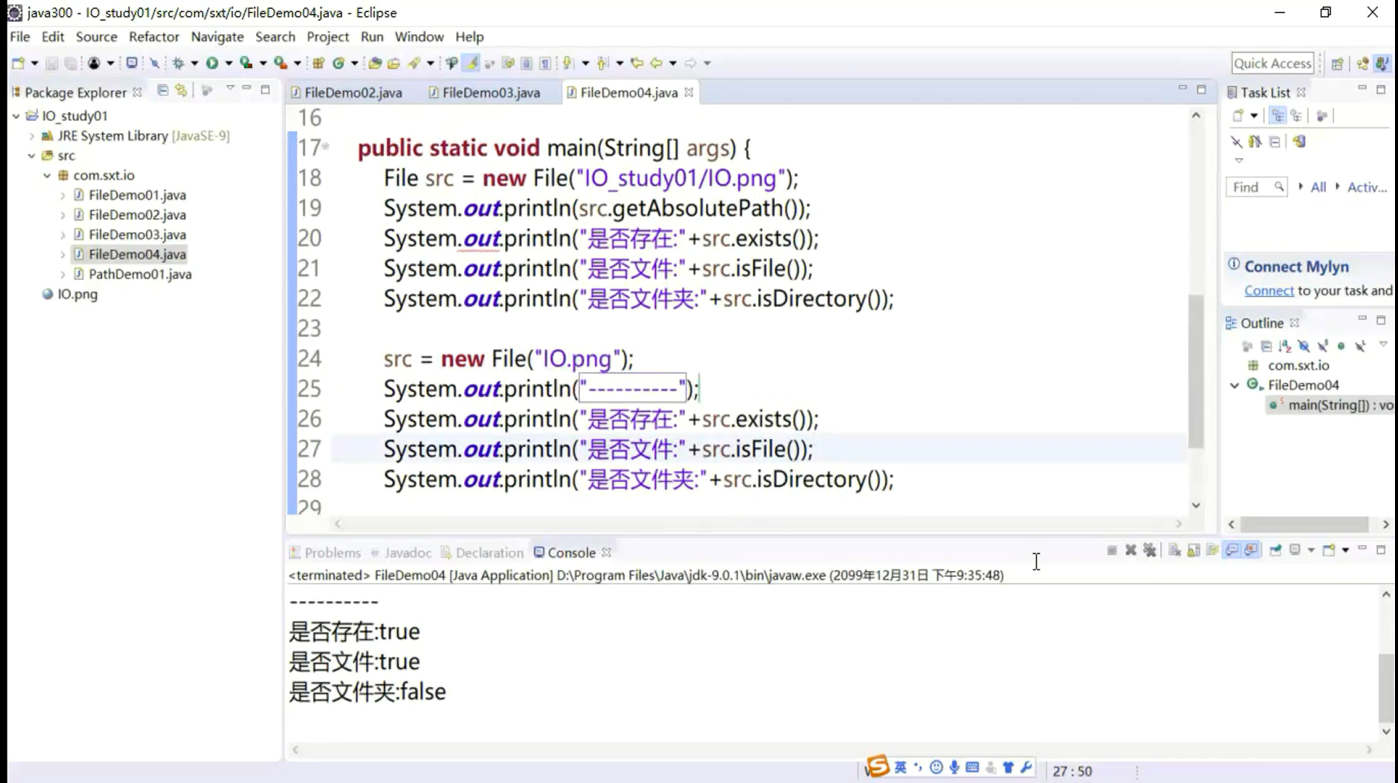 java300 - IO_study01/src/com/sxt/io/FileDemo04.java - Eclipse
File Edit Source Refactor Navigate Search Project Run Window Help
Quick Access
Package Explorer
IO_study01
JRE System Library [JavaSE-9]
src
com.sxt.io
FileDemo01.java
FileDemo02.java
FileDemo03.java
FileDemo04.java
PathDemo01.java
IO.png
FileDemo02.java FileDemo03.java FileDemo04.java
16
17 public static void main(String[] args) {
18 File src = new File("IO_study01/IO.png");
19 System.out.println(src.getAbsolutePath());
20 System.out.println("是否存在:"+src.exists());
21 System.out.println("是否文件:"+src.isFile());
22 System.out.println("是否文件夹:"+src.isDirectory());
23
24 src = new File("IO.png");
25 System.out.println("----------");
26 System.out.println("是否存在:"+src.exists());
27 System.out.println("是否文件:"+src.isFile());
28 System.out.println("是否文件夹:"+src.isDirectory());
29
Task List
Find All Activ...
Connect Mylyn
Connect to your task and
Outline
com.sxt.io
FileDemo04
main(String[]) : vo
Problems Javadoc Declaration Console
<terminated> FileDemo04 [Java Application] D:\Program Files\Java\jdk-9.0.1\bin\javaw.exe (2099年12月31日 下午9:35:48)
----------
是否存在:true
是否文件:true
是否文件夹:false
英
27 : 50